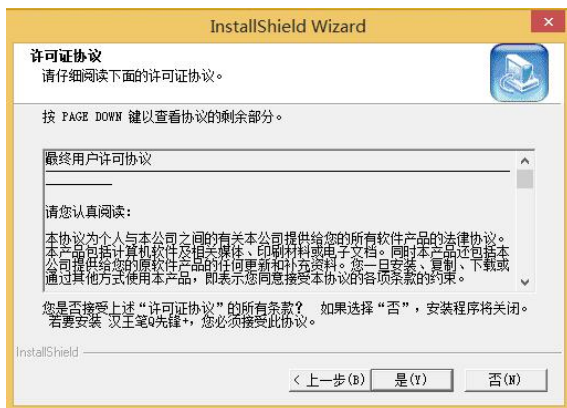 InstallShield Wizard
许可证协议
请仔细阅读下面的许可证协议。
按 PAGE DOWN 键以查看协议的剩余部分。
最终用户许可协议
请您认真阅读：
本协议为个人与本公司之间的有关本公司提供给您的所有软件产品的法律协议。
本产品包括计算机软件及相关媒体、印刷材料或电子文档。同时本产品还包括本
公司提供给您的原软件产品的任何更新和补充资料。您一旦安装、复制、下载或
通过其他方式使用本产品，即表示您同意接受本协议的各项条款的约束。
您是否接受上述“许可证协议”的所有条款？ 如果选择“否”，安装程序将关闭。
若要安装 汉王笔Q先锋+，您必须接受此协议。
InstallShield
< 上一步(B) 是(Y) 否(N)